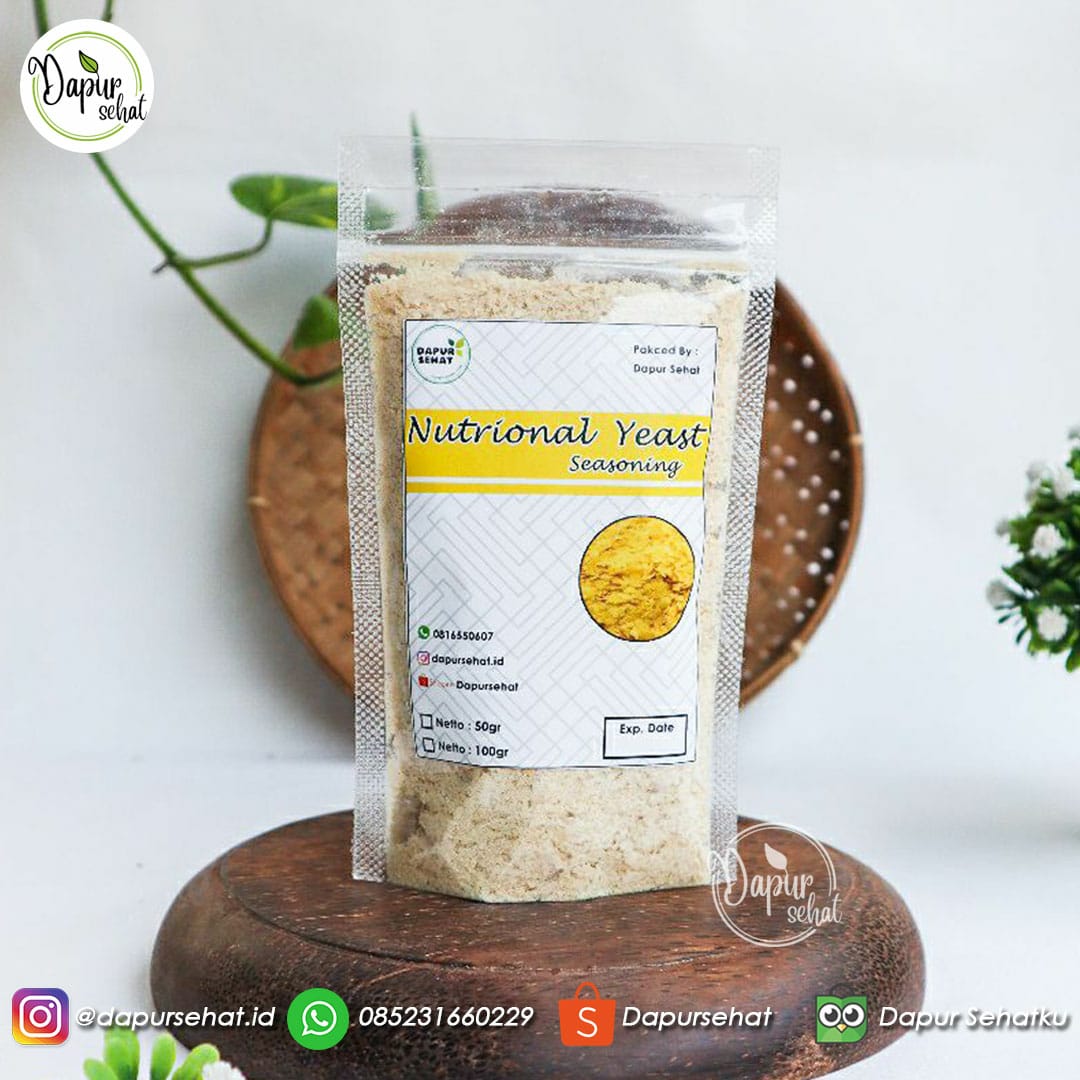 Dapur
sehat
DAPUR
SEHAT
Pakced By :
Dapur Sehat
Nutrional Yeast
Seasoning
0816550607
dapursehat.id
Dapursehat
Netto : 50gr
Netto : 100gr
Exp. Date
Dapur
sehat
@dapursehat.id
085231660229
S
Dapursehat
Dapur Sehatku